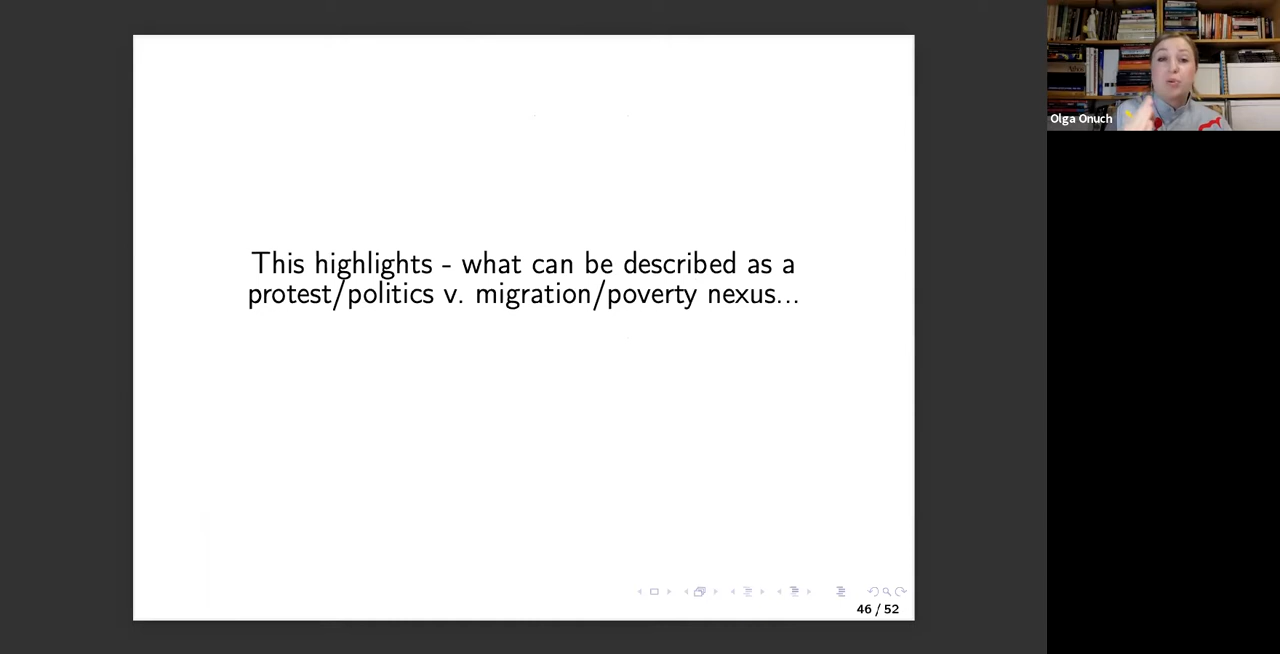 This highlights - what can be described as a
protest/politics v. migration/poverty nexus...
46 / 52
Olga Onuch